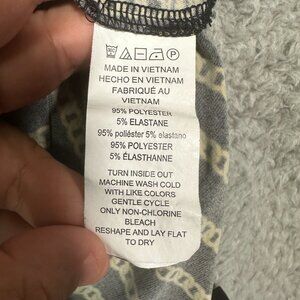 MADE IN VIETNAM
HECHO EN VIETNAM
FABRIQUÉ AU
VIETNAM
95% POLYESTER
5% ELASTANE
95% poliéster 5% elastano
95% POLYESTER
5% ÉLASTHANNE
TURN INSIDE OUT
MACHINE WASH COLD
WITH LIKE COLORS
GENTLE CYCLE
ONLY NON-CHLORINE
BLEACH
RESHAPE AND LAY FLAT
TO DRY